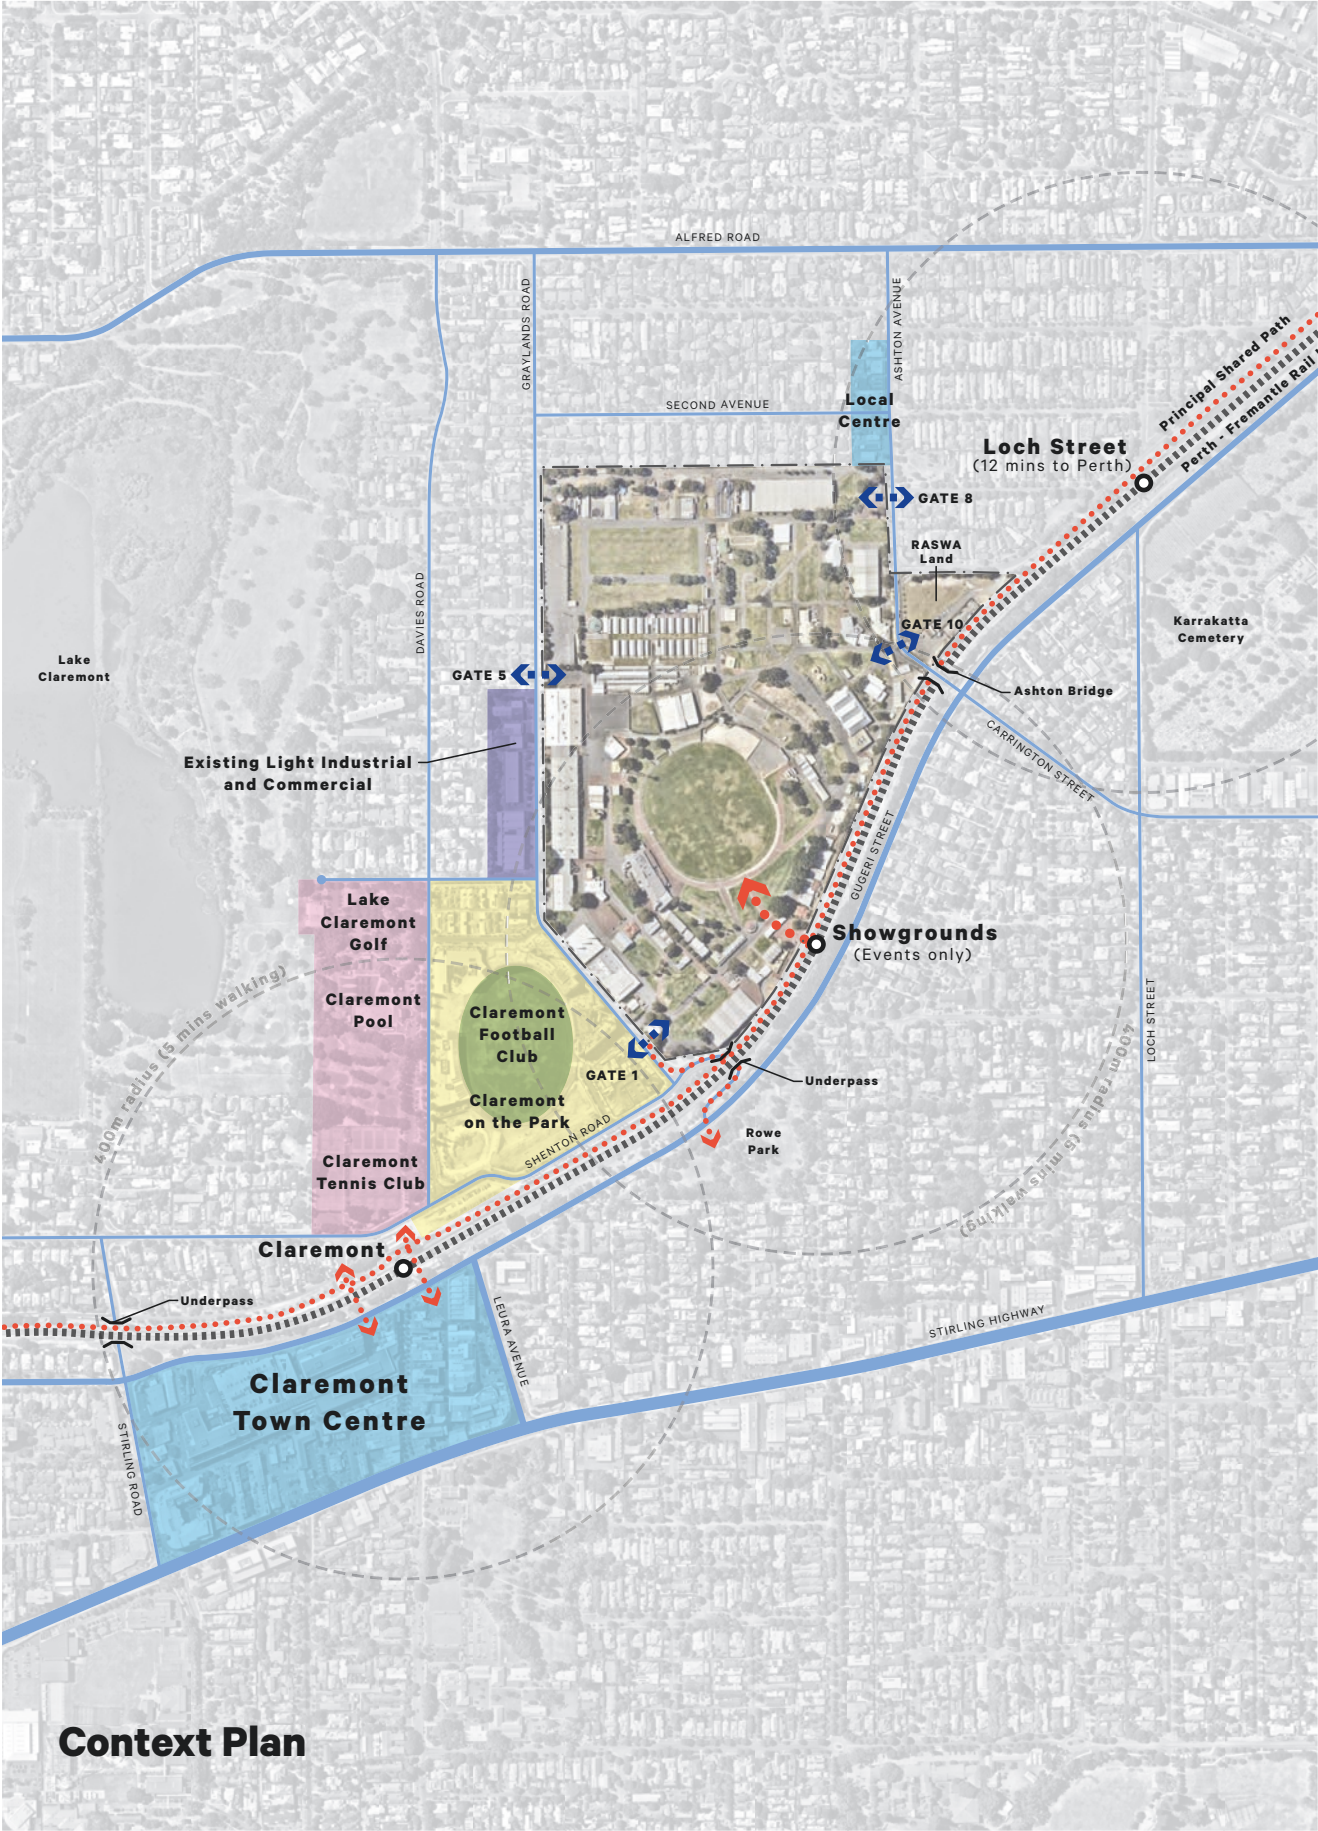 ALFRED ROAD
GRAYLANDS ROAD
ASHTON AVENUE
Principal Shared Path
Perth - Fremantle Rail
SECOND AVENUE
Local
Centre
Loch Street
(12 mins to Perth)
GATE 8
RASWA
Land
DAVIES ROAD
GATE 10
Karrakatta
Cemetery
Lake
Claremont
GATE 5
Ashton Bridge
CARRINGTON STREET
Existing Light Industrial
and Commercial
GUGERI STREET
Lake
Claremont
Golf
Showgrounds
(Events only)
400m radius (5 mins walking)
Claremont
Pool
Claremont
Football
Club
LOCH STREET
400m radius (5 mins walking)
GATE 1
Underpass
Claremont
on the Park
SHENTON ROAD
Rowe
Park
Claremont
Tennis Club
Claremont
Underpass
LEURA AVENUE
STIRLING HIGHWAY
Claremont
Town Centre
STIRLING ROAD
Context Plan